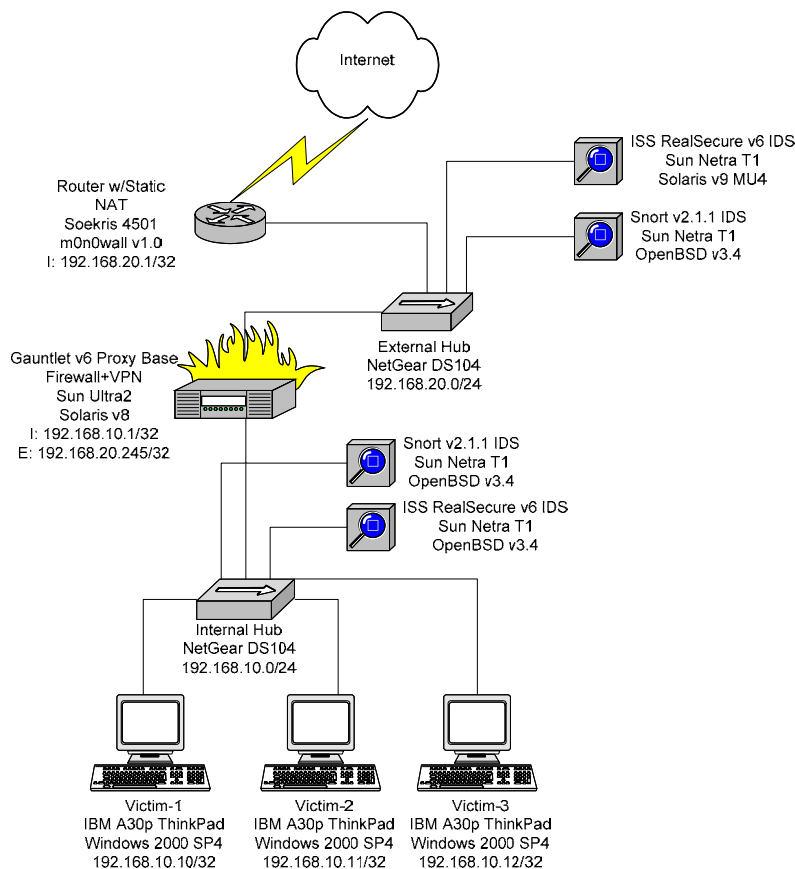 Internet
ISS RealSecure v6 IDS
Sun Netra T1
Solaris v9 MU4
Router w/Static
NAT
Soekris 4501
m0n0wall v1.0
I: 192.168.20.1/32
Snort v2.1.1 IDS
Sun Netra T1
OpenBSD v3.4
External Hub
NetGear DS104
192.168.20.0/24
Gauntlet v6 Proxy Base
Firewall+VPN
Sun Ultra2
Solaris v8
I: 192.168.10.1/32
E: 192.168.20.245/32
Snort v2.1.1 IDS
Sun Netra T1
OpenBSD v3.4
ISS RealSecure v6 IDS
Sun Netra T1
OpenBSD v3.4
Internal Hub
NetGear DS104
192.168.10.0/24
Victim-1
IBM A30p ThinkPad
Windows 2000 SP4
192.168.10.10/32
Victim-2
IBM A30p ThinkPad
Windows 2000 SP4
192.168.10.11/32
Victim-3
IBM A30p ThinkPad
Windows 2000 SP4
192.168.10.12/32